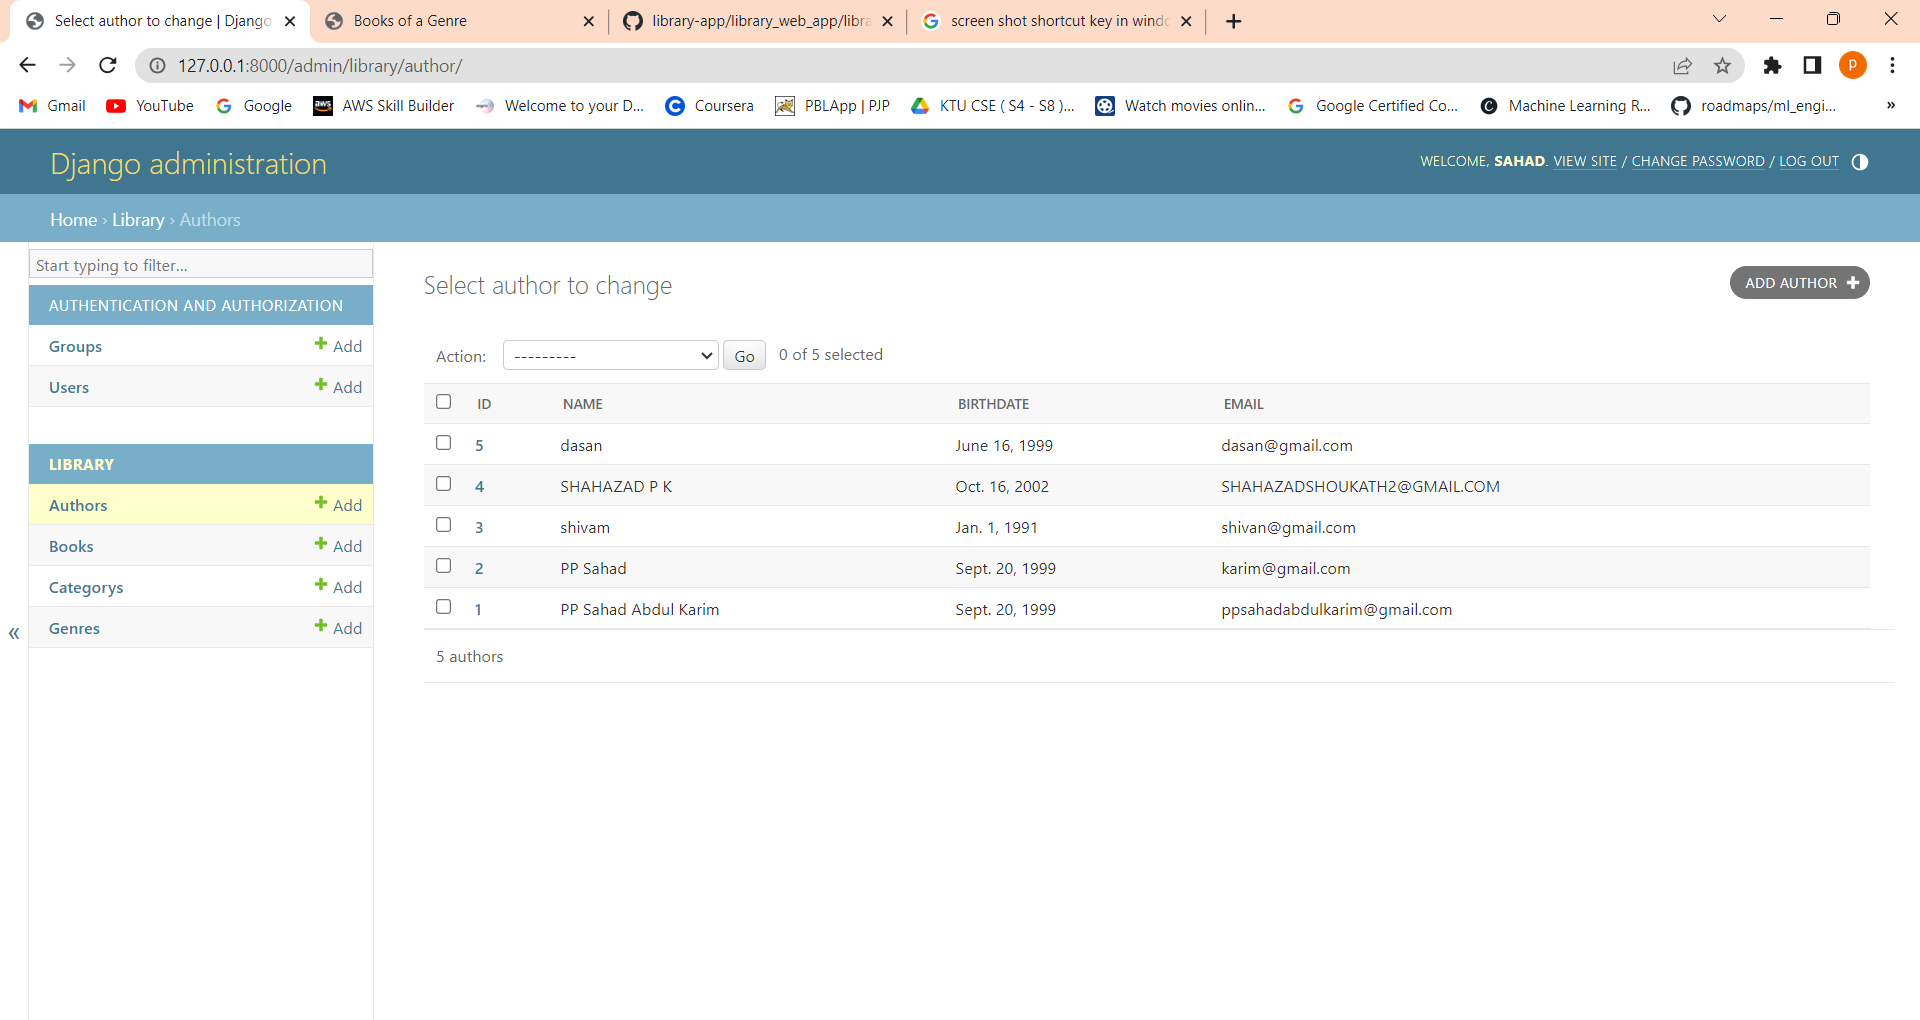 Select author to change | Django
Books of a Genre
library-app/library_web_app/libra
screen shot shortcut key in windo
127.0.0.1:8000/admin/library/author/
P
Gmail
YouTube
Google
AWS Skill Builder
Welcome to your D...
Coursera
PBLApp | PJP
KTU CSE ( S4 - S8 )...
Watch movies onlin...
Google Certified Co...
Machine Learning R...
roadmaps/ml_engi...
»
Django administration
WELCOME, SAHAD. VIEW SITE / CHANGE PASSWORD / LOG OUT
Home › Library › Authors
Start typing to filter...
AUTHENTICATION AND AUTHORIZATION
Groups Add
Users Add
LIBRARY
Authors Add
Books Add
Categorys Add
Genres Add
«
Select author to change
ADD AUTHOR
Action: --------- Go 0 of 5 selected
ID NAME BIRTHDATE EMAIL
5 dasan June 16, 1999 dasan@gmail.com
4 SHAHAZAD P K Oct. 16, 2002 SHAHAZADSHOUKATH2@GMAIL.COM
3 shivam Jan. 1, 1991 shivan@gmail.com
2 PP Sahad Sept. 20, 1999 karim@gmail.com
1 PP Sahad Abdul Karim Sept. 20, 1999 ppsahadabdulkarim@gmail.com
5 authors